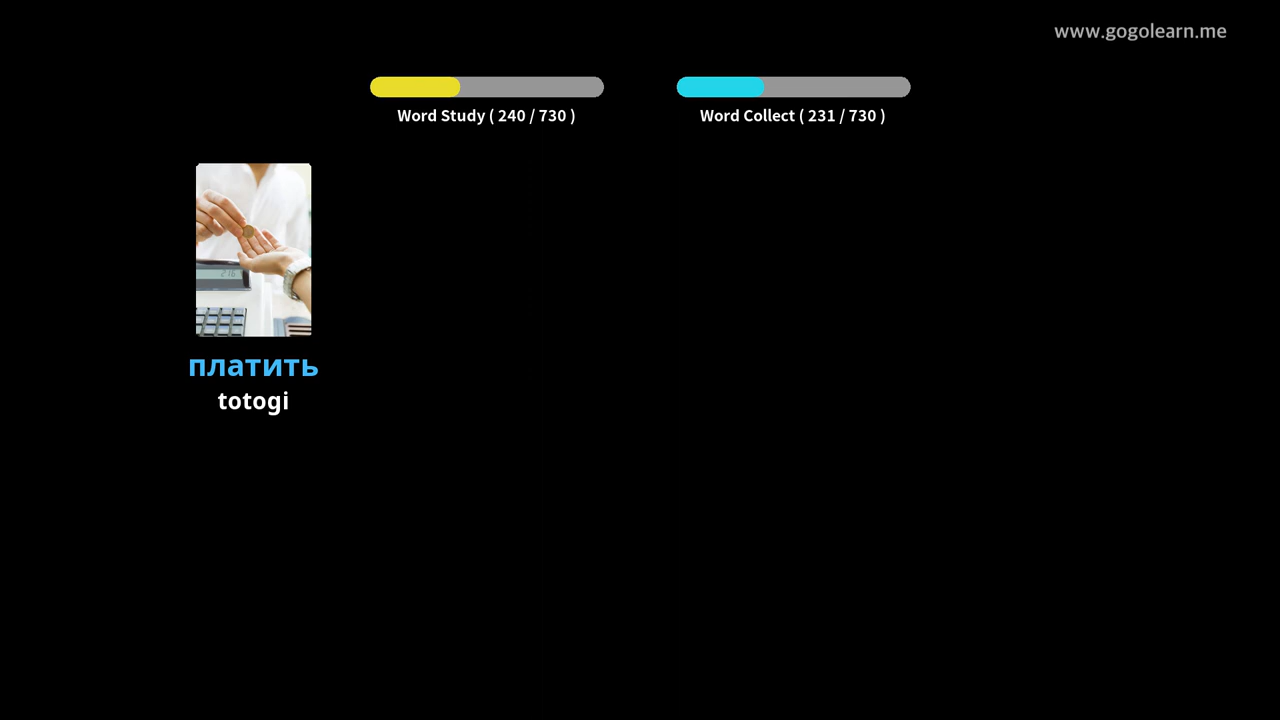 www.gogolearn.me
Word Study ( 240 / 730 )
Word Collect ( 231 / 730 )
платить
totogi